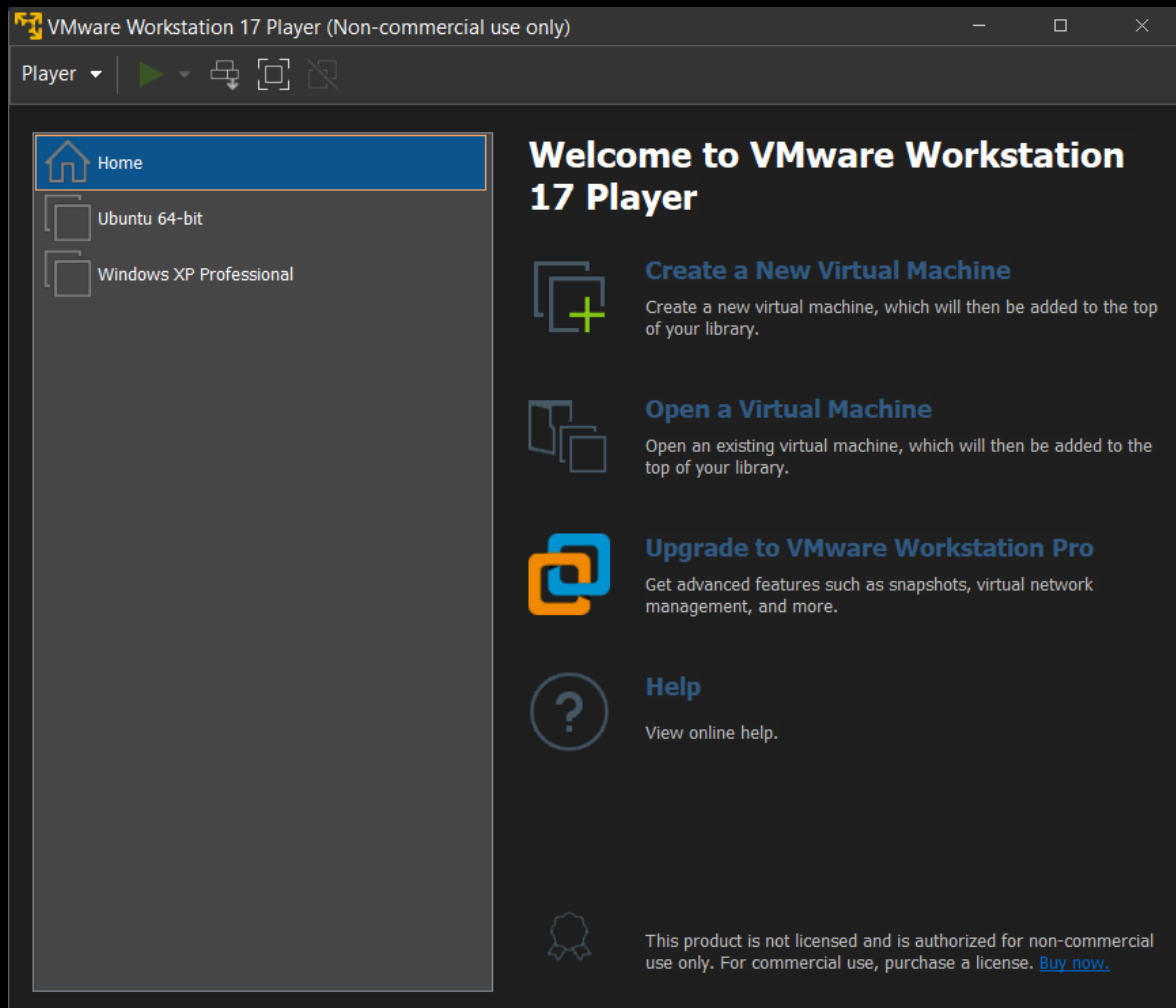 VMware Workstation 17 Player (Non-commercial use only)
Player
Home
Ubuntu 64-bit
Windows XP Professional
Welcome to VMware Workstation
17 Player
Create a New Virtual Machine
Create a new virtual machine, which will then be added to the top
of your library.
Open a Virtual Machine
Open an existing virtual machine, which will then be added to the
top of your library.
Upgrade to VMware Workstation Pro
Get advanced features such as snapshots, virtual network
management, and more.
Help
View online help.
This product is not licensed and is authorized for non-commercial
use only. For commercial use, purchase a license. Buy now.